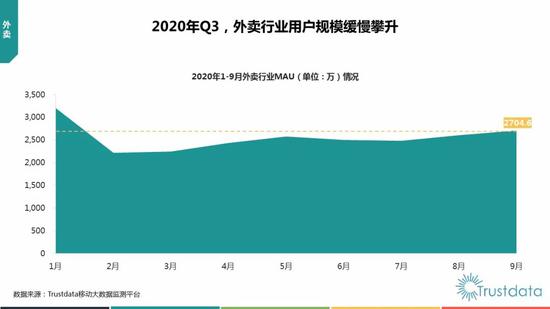 外卖
2020年Q3，外卖行业用户规模缓慢攀升
2020年1-9月外卖行业MAU（单位：万）情况
3,500
3,000
2,500
2,000
1,500
1,000
500
0
2704.6
1月 2月 3月 4月 5月 6月 7月 8月 9月
数据来源：Trustdata移动大数据监测平台
Trustdata